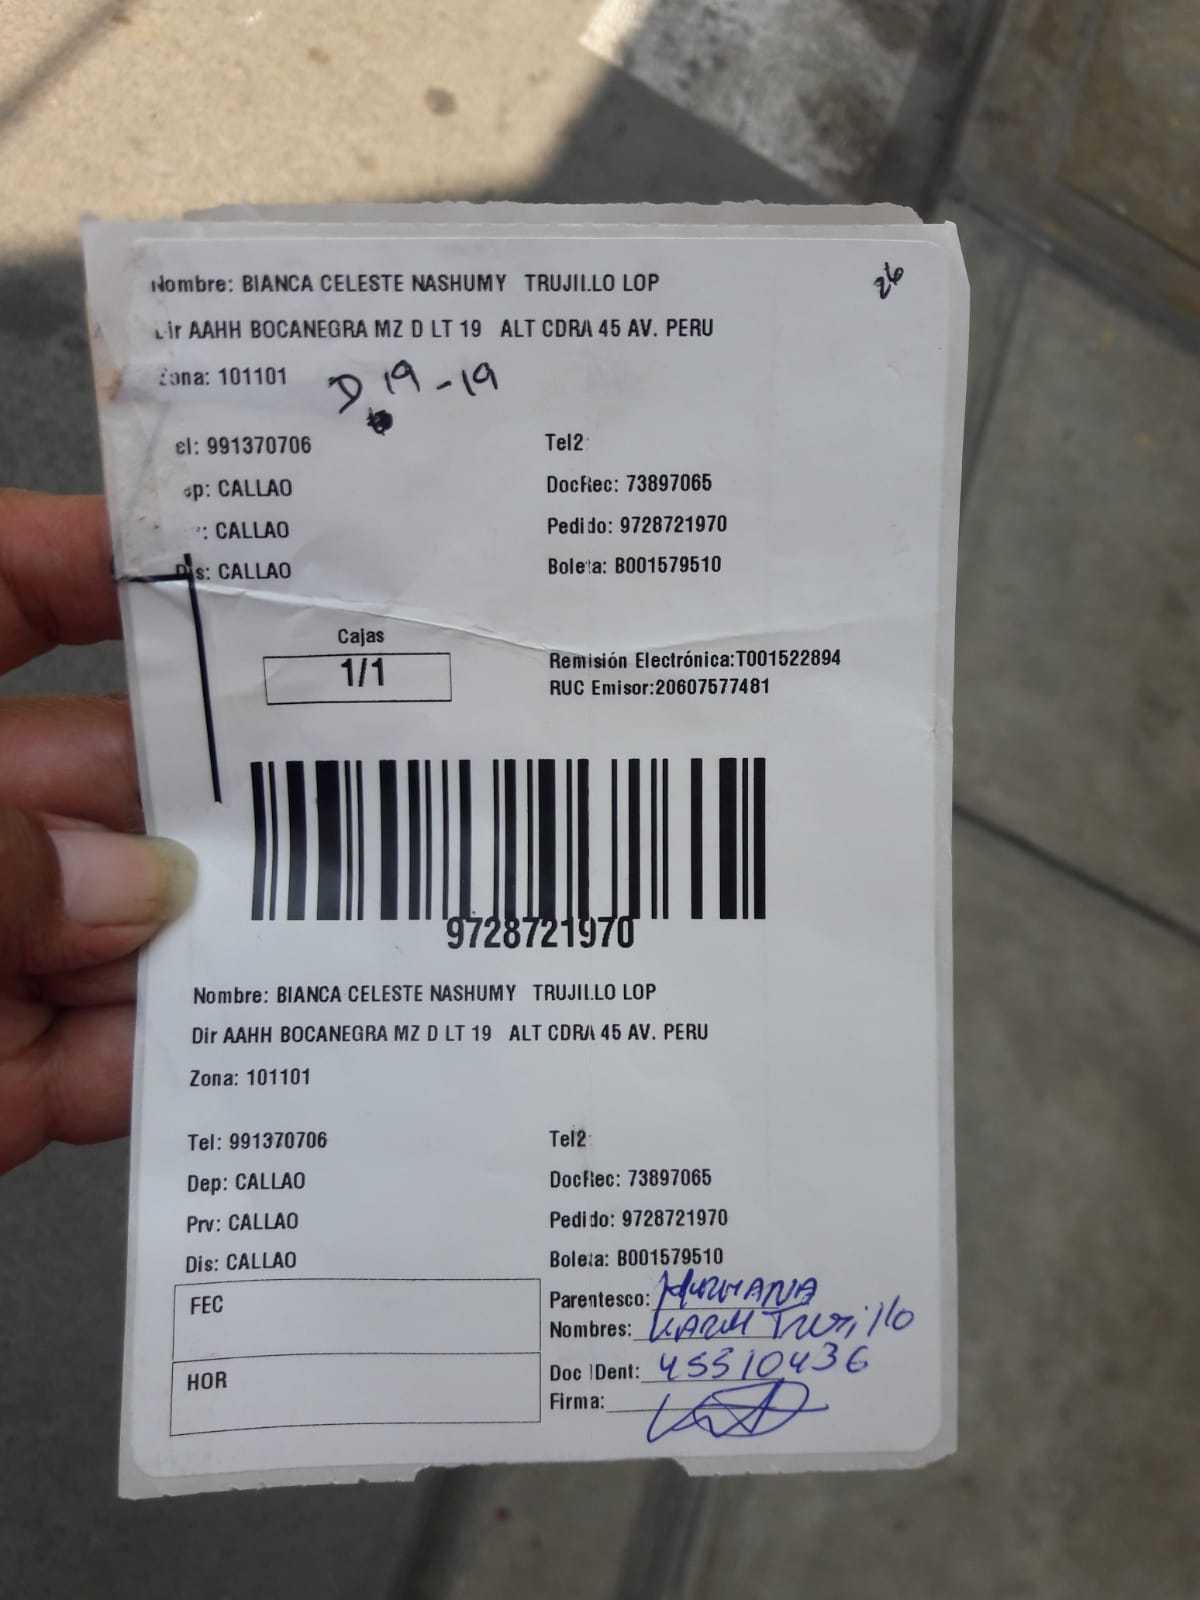 Nombre: BIANCA CELESTE NASHUMY TRUJILLO LOP
26
Dir AAHH BOCANEGRA MZ D LT 19 ALT CDRA 45 AV. PERU
Zona: 101101
D 19 - 19
el: 991370706
Tel2:
ep: CALLAO
DocRec: 73897065
: CALLAO
Pedido: 9728721970
Dis: CALLAO
Boleta: B001579510
Cajas
1/1
Remisión Electrónica:T001522894
RUC Emisor:20607577481
9728721970
Nombre: BIANCA CELESTE NASHUMY TRUJILLO LOP
Dir AAHH BOCANEGRA MZ D LT 19 ALT CDRA 45 AV. PERU
Zona: 101101
Tel: 991370706
Tel2:
Dep: CALLAO
DocRec: 73897065
Prv: CALLAO
Pedido: 9728721970
Dis: CALLAO
Boleta: B001579510
FEC
Parentesco: HERMANA
Nombres: Trujillo
HOR
Doc IDent: 45510436
Firma: